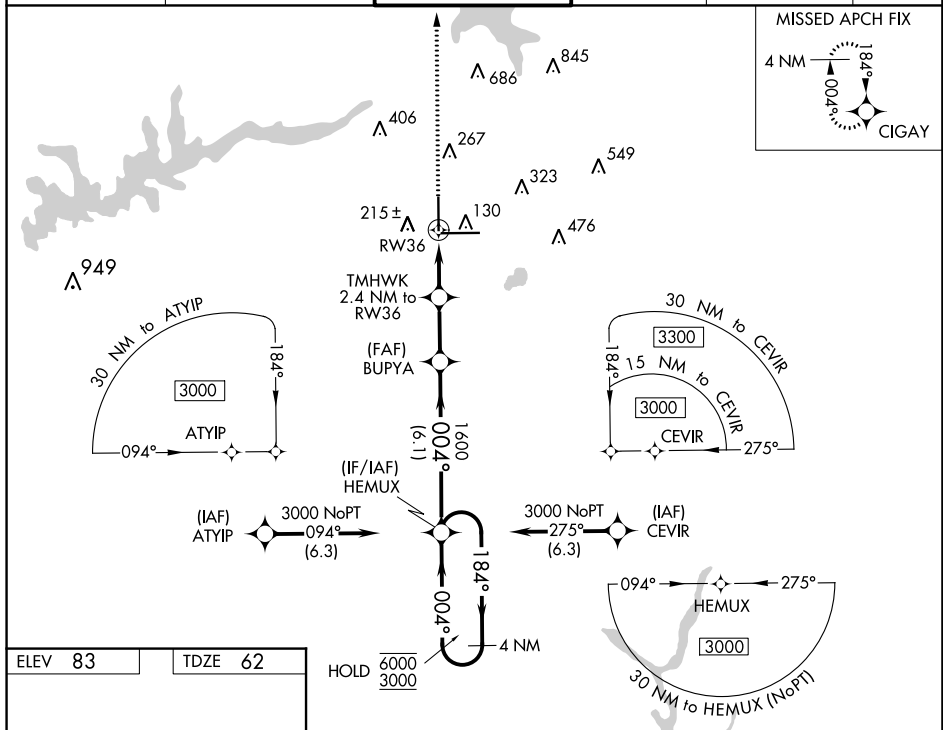 MISSED APCH FIX
4 NM
184°
004°
CIGAY
845
686
406
267
549
323
215 ±
130
RW36
476
949
TMHWK
2.4 NM to
RW36
(FAF)
BUPYA
30 NM to ATYIP
184°
3000
ATYIP
094°
30 NM to CEVIR
3300
184°
15 NM to CEVIR
3000
CEVIR
275°
1600
004°
(6.1)
(IF/IAF)
HEMUX
(IAF)
ATYIP
3000 NoPT
094°
(6.3)
3000 NoPT
275°
(6.3)
(IAF)
CEVIR
184°
004°
4 NM
HOLD
6000
3000
094°
275°
HEMUX
3000
30 NM to HEMUX (NoPT)
ELEV 83
TDZE 62